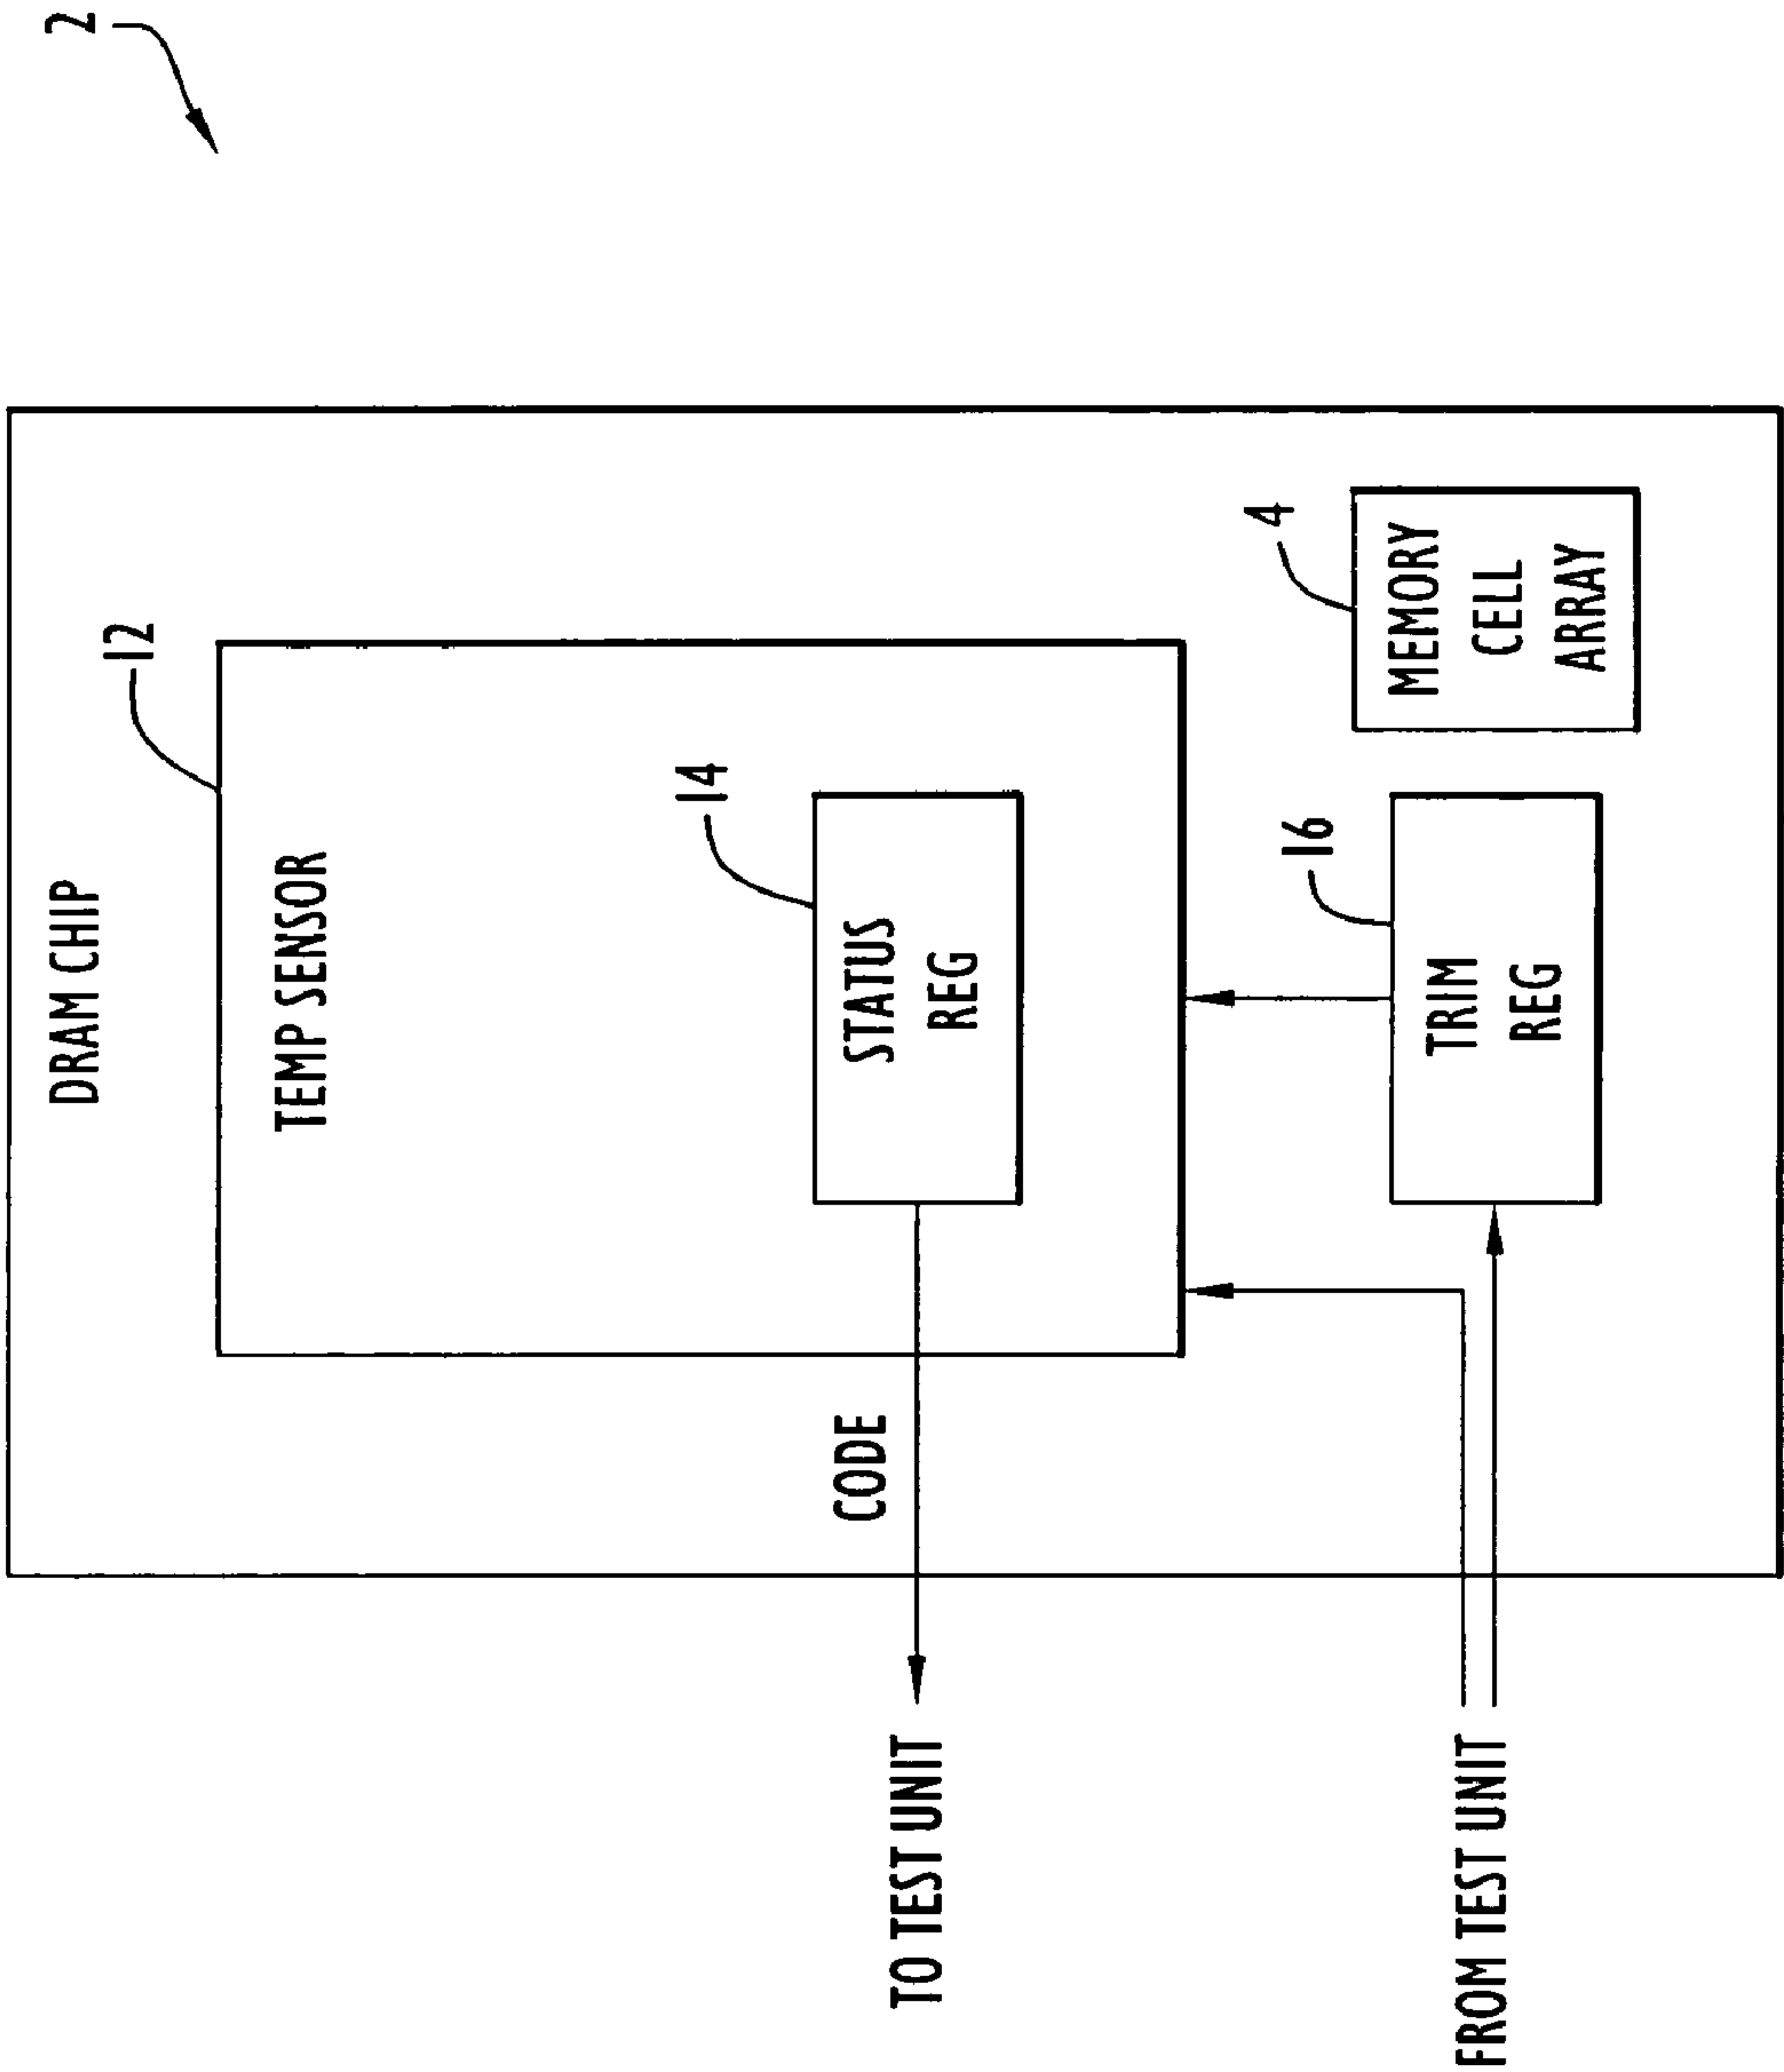 2
DRAM CHIP
12
TEMP SENSOR
14
STATUS
REG
CODE
TO TEST UNIT
4
MEMORY
CELL
ARRAY
16
TRIM
REG
FROM TEST UNIT